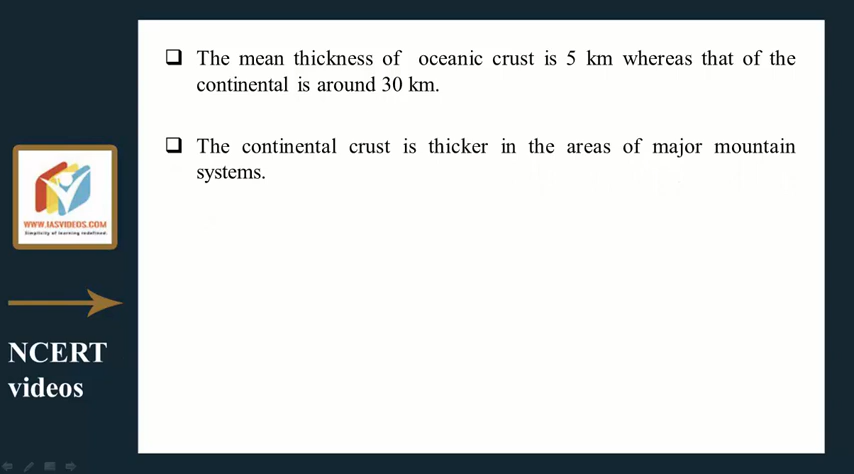 The mean thickness of oceanic crust is 5 km whereas that of the
continental is around 30 km.
The continental crust is thicker in the areas of major mountain
systems.
WWW.IASVIDEOS.COM
Simplicity of learning redefined.
NCERT
videos